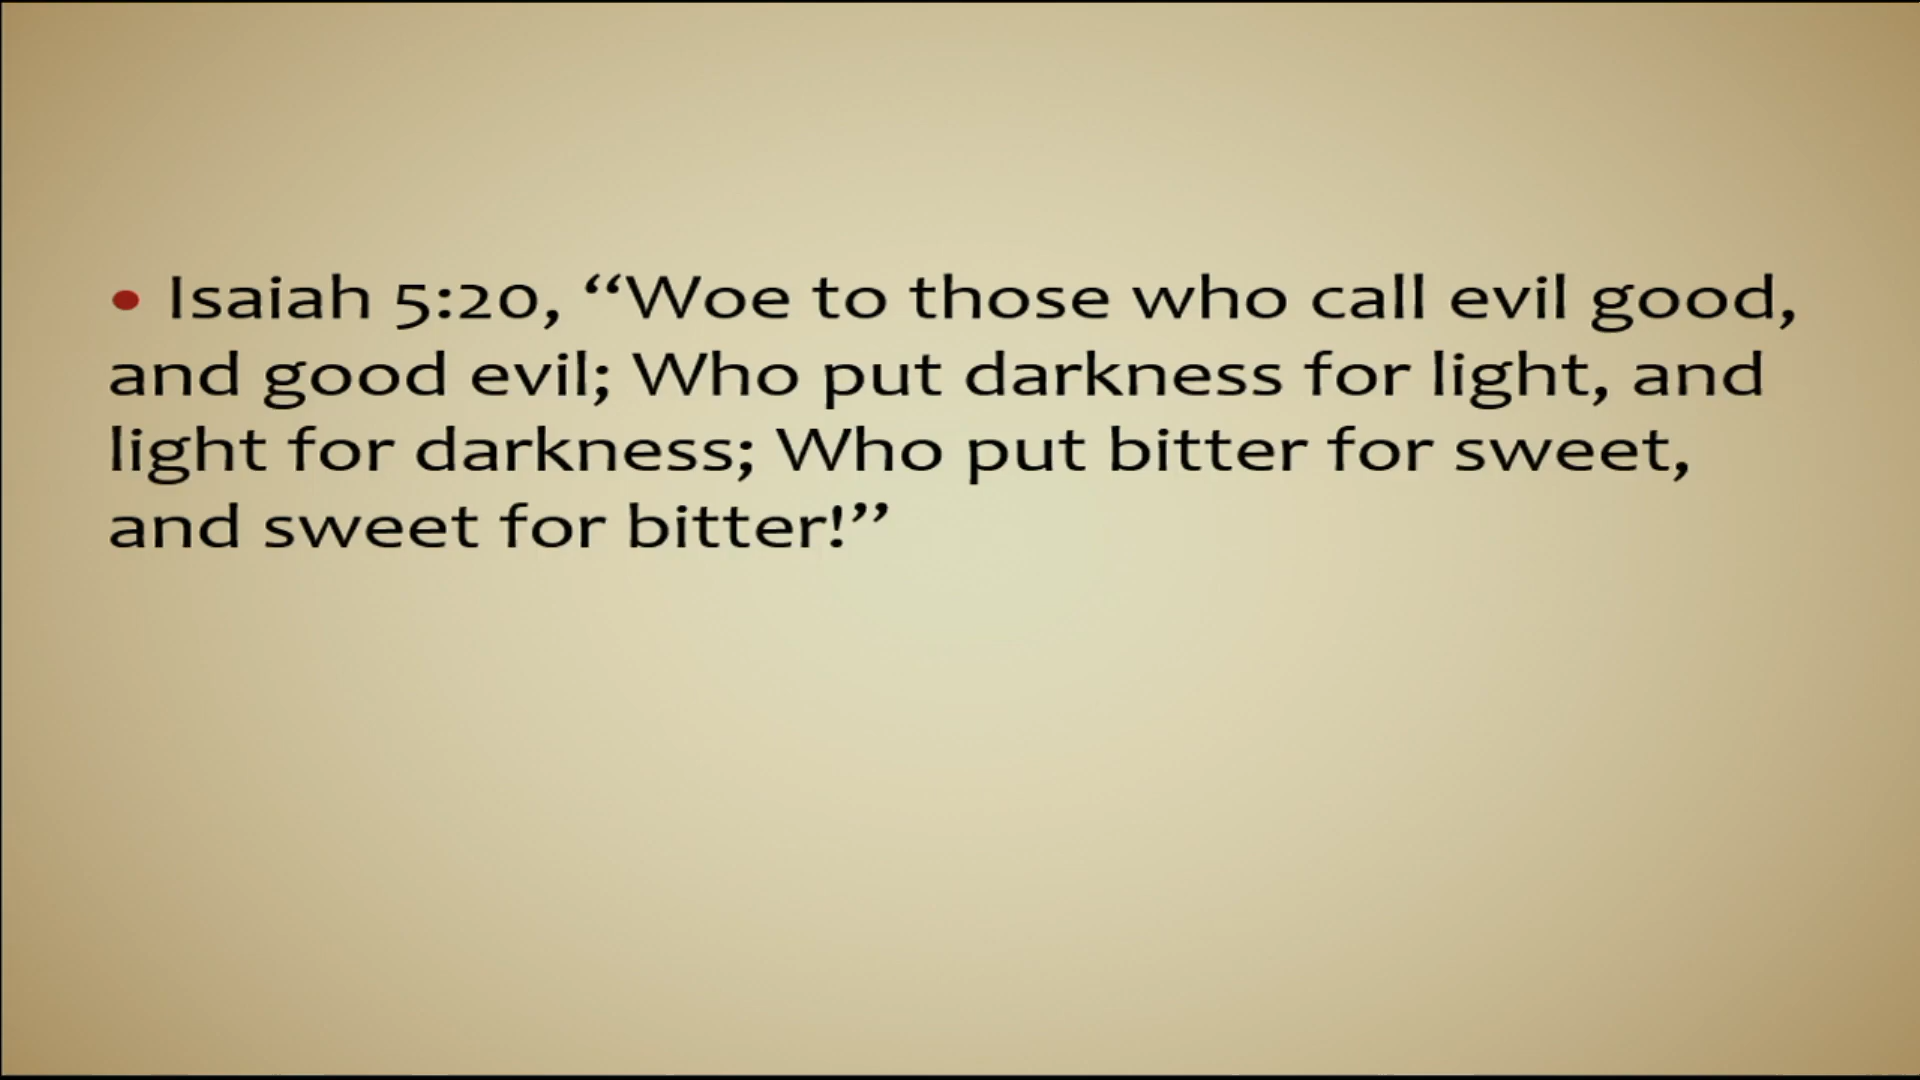 • Isaiah 5:20, “Woe to those who call evil good,
and good evil; Who put darkness for light, and
light for darkness; Who put bitter for sweet,
and sweet for bitter!”